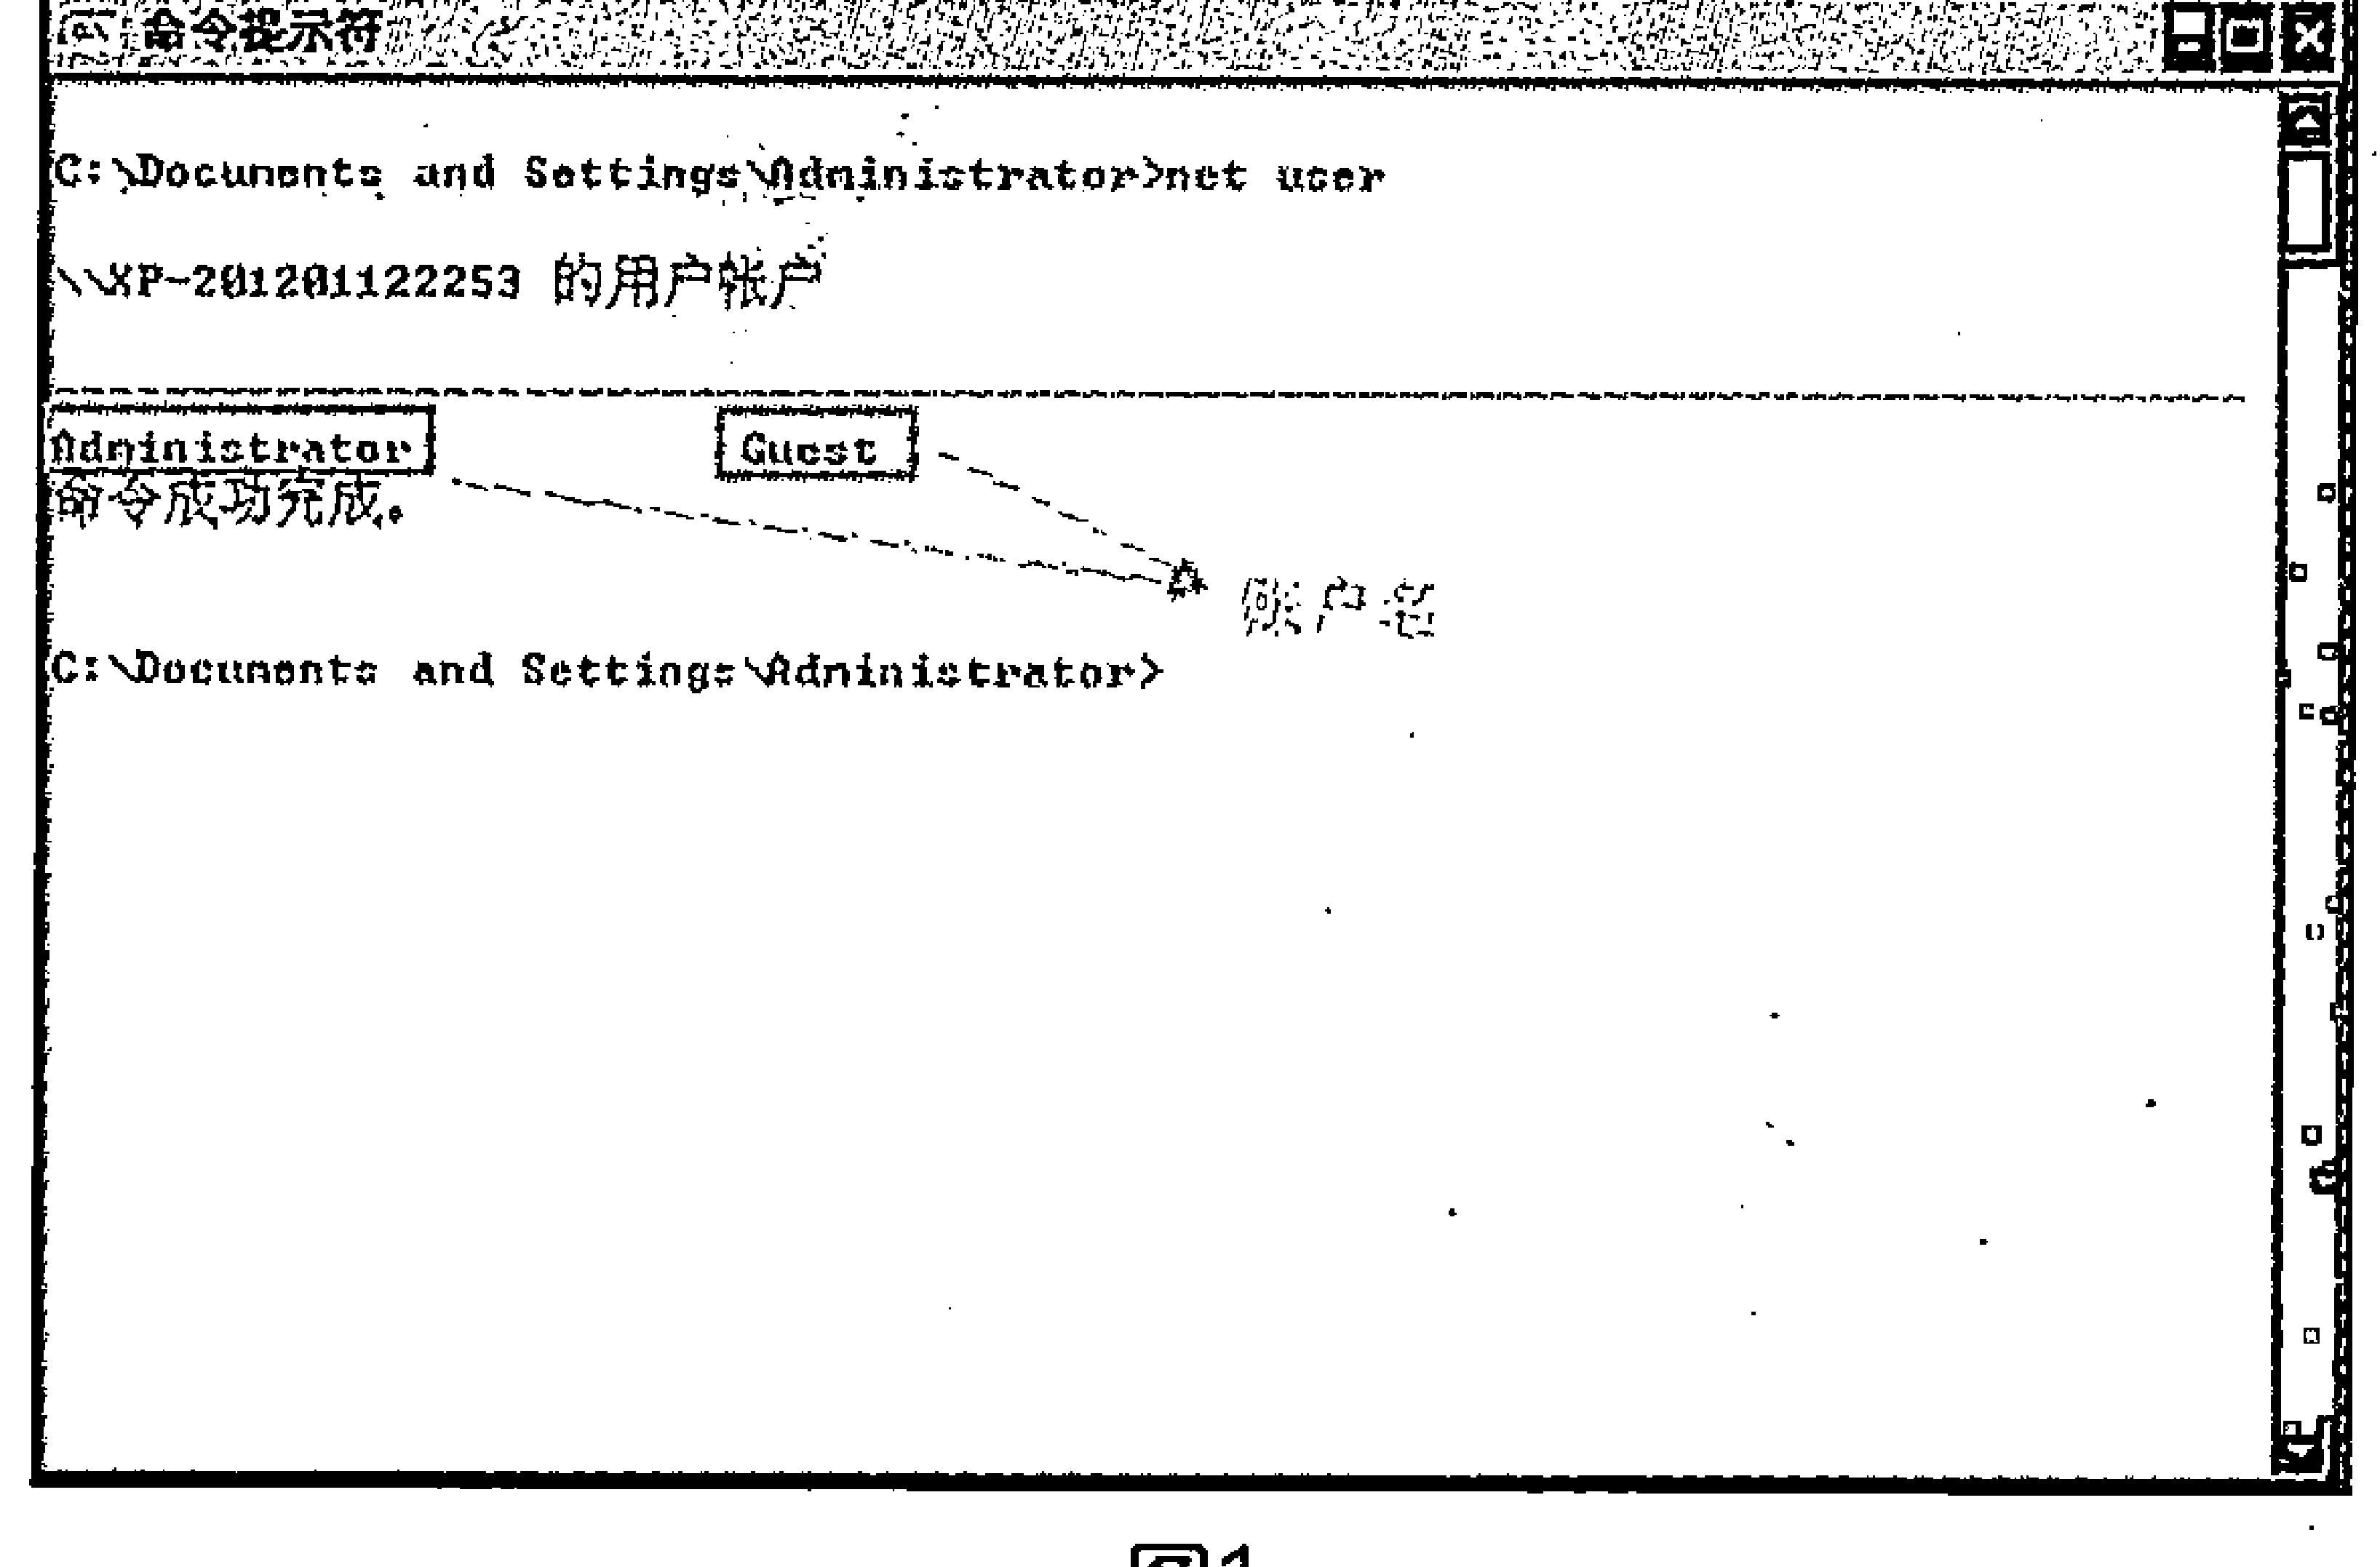 命令提示符
C:\Documents and Settings\Administrator>net user
\\XP-201201122253 的用户帐户
-------------------------------------------------------------------------------
Administrator Guest
命令成功完成。
账户名
C:\Documents and Settings\Administrator>
图1